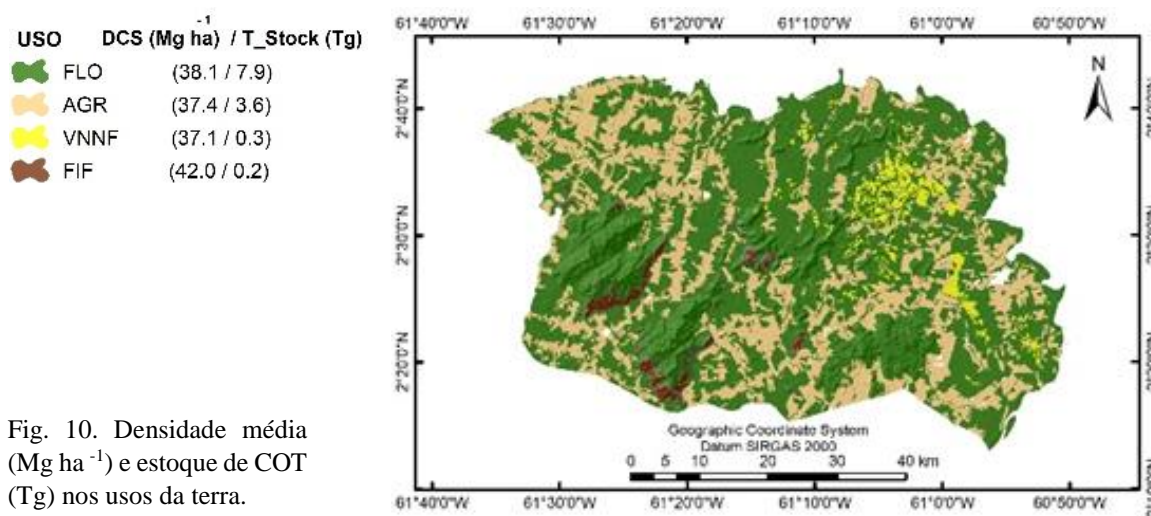 USO DCS (Mg ha)-1 / T_Stock (Tg)
FLO (38.1 / 7.9)
AGR (37.4 / 3.6)
VNNF (37.1 / 0.3)
FIF (42.0 / 0.2)
Fig. 10. Densidade média
(Mg ha -1) e estoque de COT
(Tg) nos usos da terra.
61°40'0"W 61°30'0"W 61°20'0"W 61°10'0"W 61°0'0"W 60°50'0"W
N
2°40'0"N
2°30'0"N
2°20'0"N
Geographic Coordinate System
Datum SIRGAS 2000
0 5 10 20 30 40 km
61°40'0"W 61°30'0"W 61°20'0"W 61°10'0"W 61°0'0"W 60°50'0"W